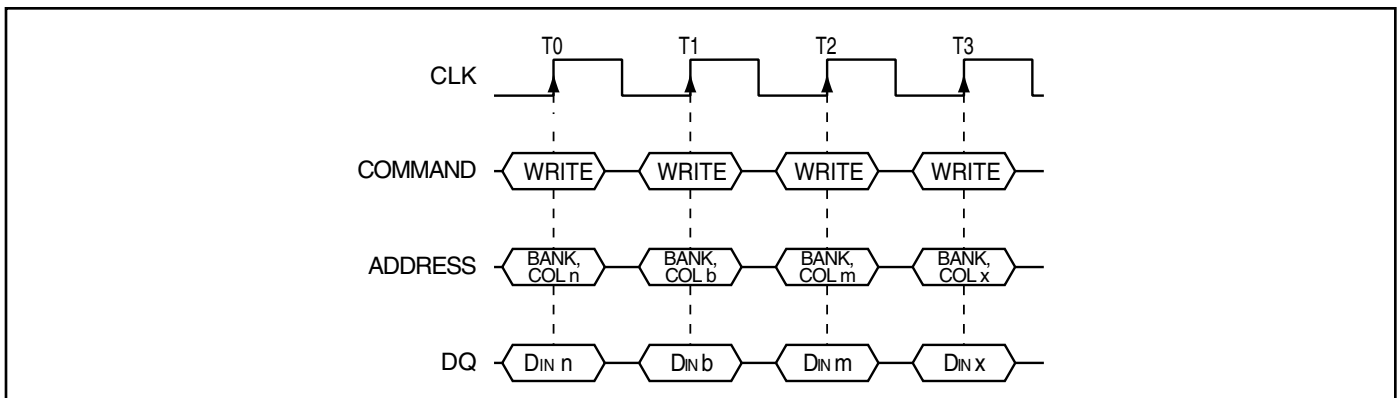 T0 T1 T2 T3
CLK
COMMAND WRITE WRITE WRITE WRITE
ADDRESS BANK, COL n BANK, COL b BANK, COL m BANK, COL x
DQ DIN n DIN b DIN m DIN x